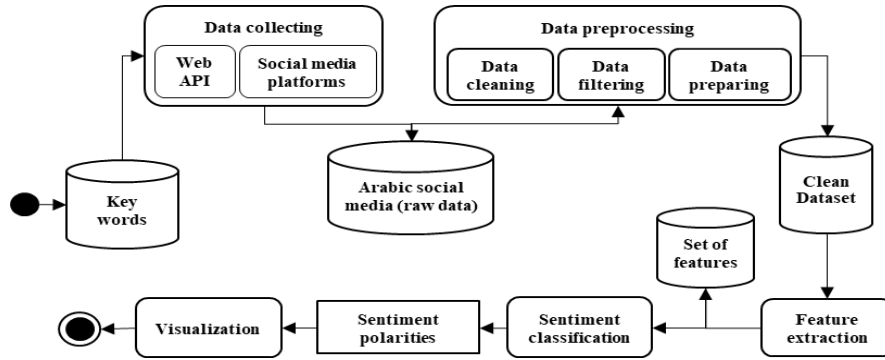 Data collecting
Web
API
Social media
platforms
Data preprocessing
Data
cleaning
Data
filtering
Data
preparing
Key
words
Arabic social
media (raw data)
Clean
Dataset
Set of
features
Visualization
Sentiment
polarities
Sentiment
classification
Feature
extraction